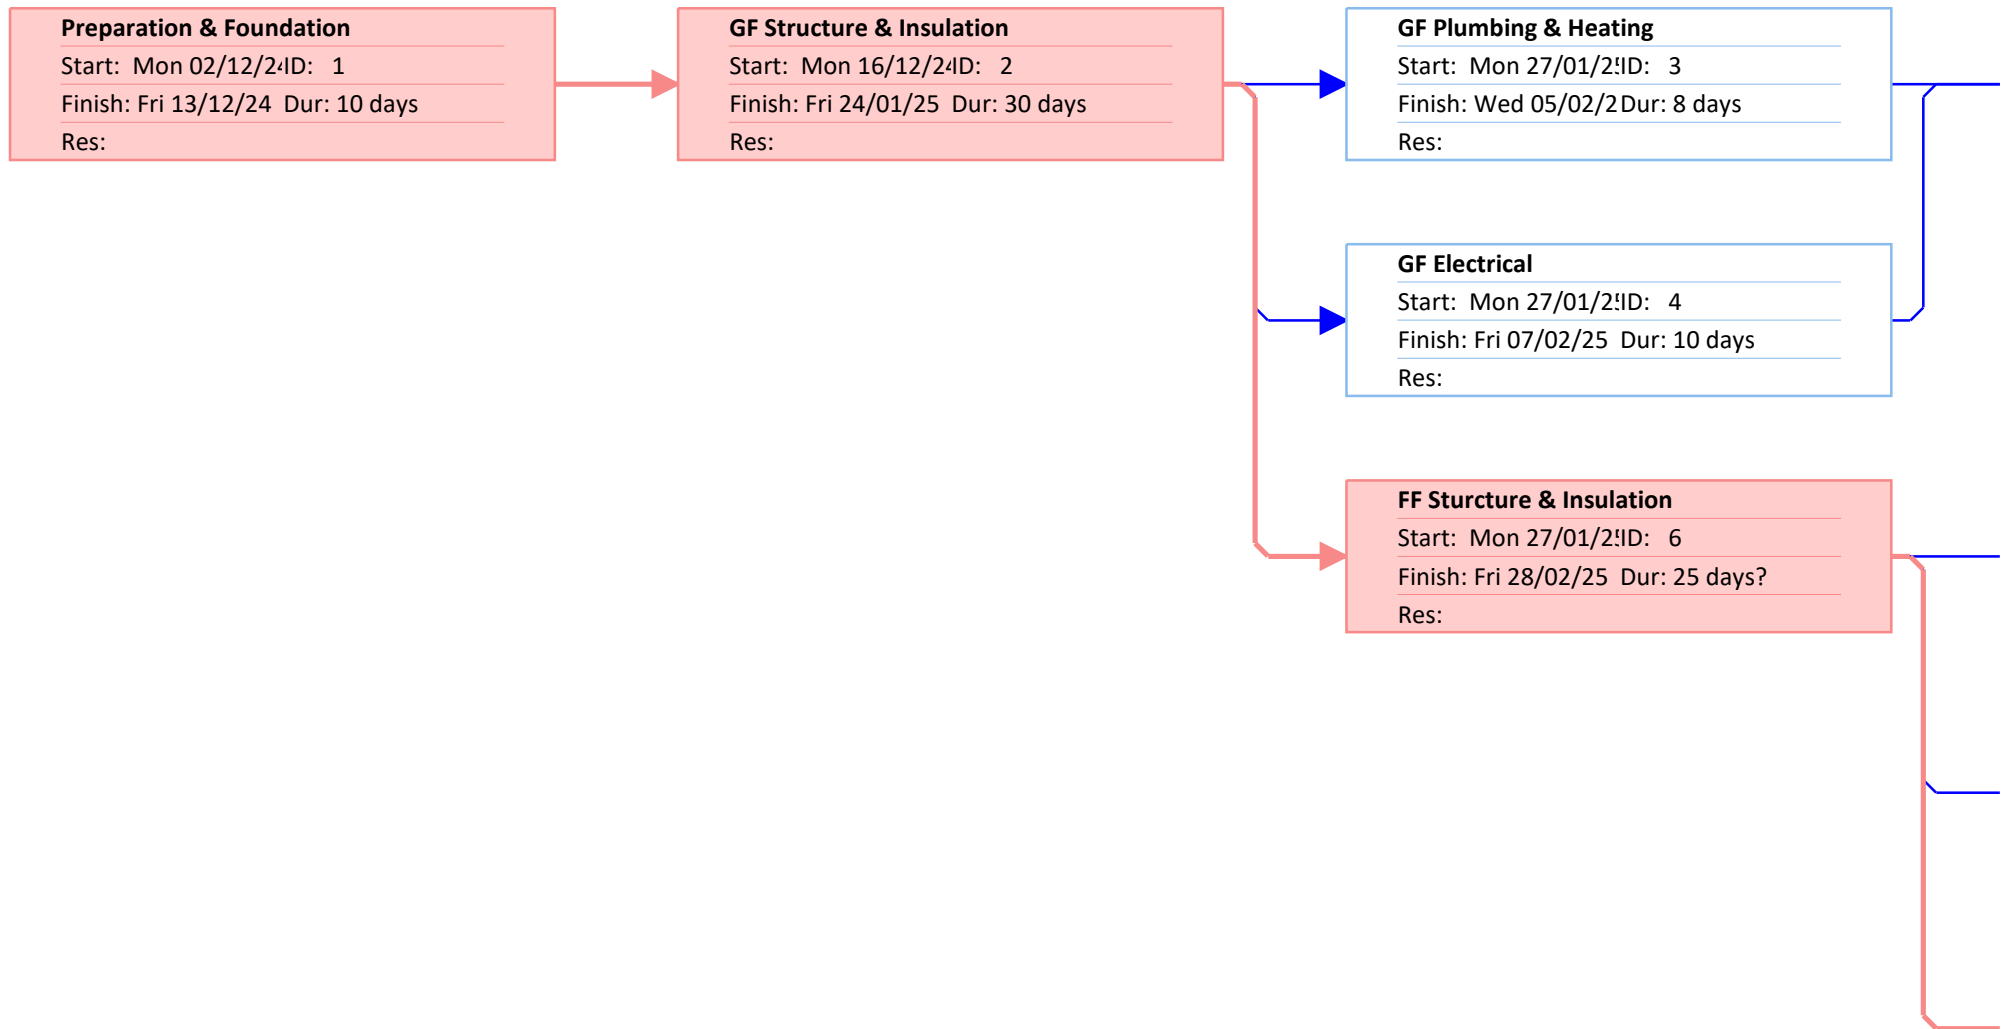 Preparation & Foundation
Start: Mon 02/12/24 ID: 1
Finish: Fri 13/12/24 Dur: 10 days
Res:
GF Structure & Insulation
Start: Mon 16/12/24 ID: 2
Finish: Fri 24/01/25 Dur: 30 days
Res:
GF Plumbing & Heating
Start: Mon 27/01/2 ID: 3
Finish: Wed 05/02/2 Dur: 8 days
Res:
GF Electrical
Start: Mon 27/01/2 ID: 4
Finish: Fri 07/02/25 Dur: 10 days
Res:
FF Sturcture & Insulation
Start: Mon 27/01/2 ID: 6
Finish: Fri 28/02/25 Dur: 25 days?
Res: